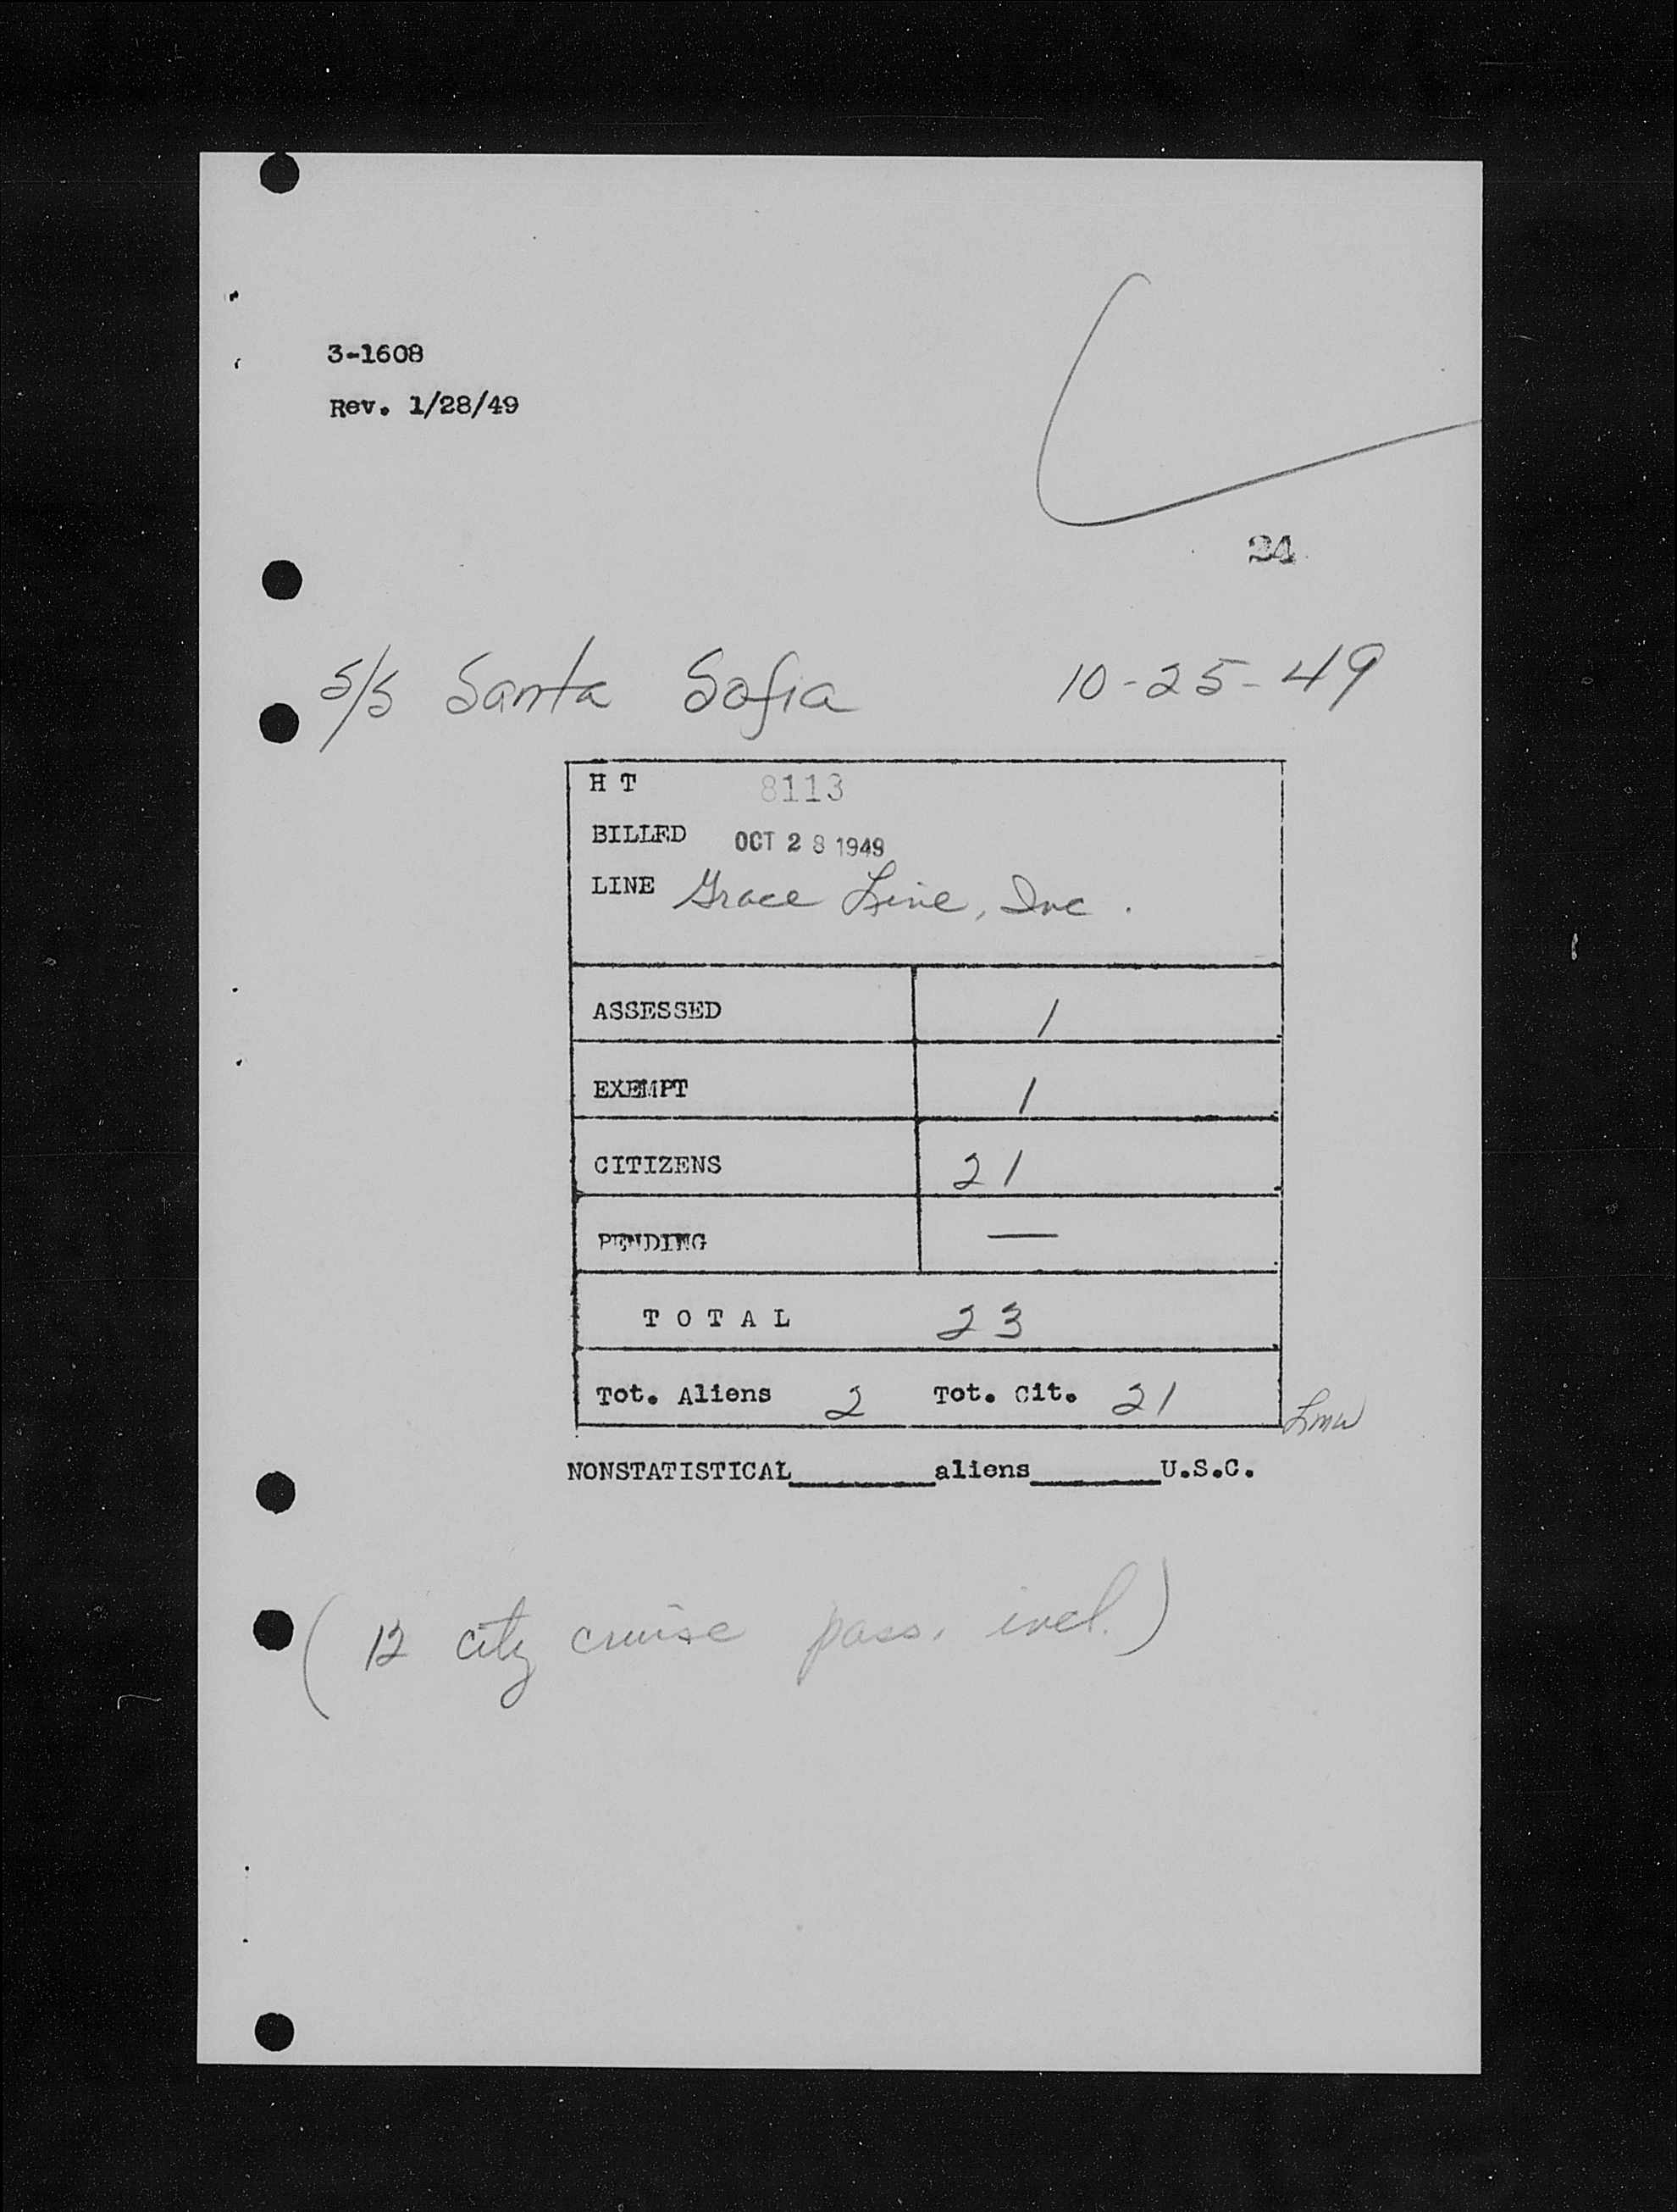 3-1608
Rev. 1/28/49
24
S/S Santa Sofia 10-25-49
H T 8113
BILLED OCT 28 1949
LINE Grace Line, Inc.
ASSESSED 1
EXEMPT 1
CITIZENS 21
PENDING —
TOTAL 23
Tot. Aliens 2 Tot. Cit. 21
Lmw
NONSTATISTICAL________aliens_______U.S.C.
(12 city cruise pass. incl.)